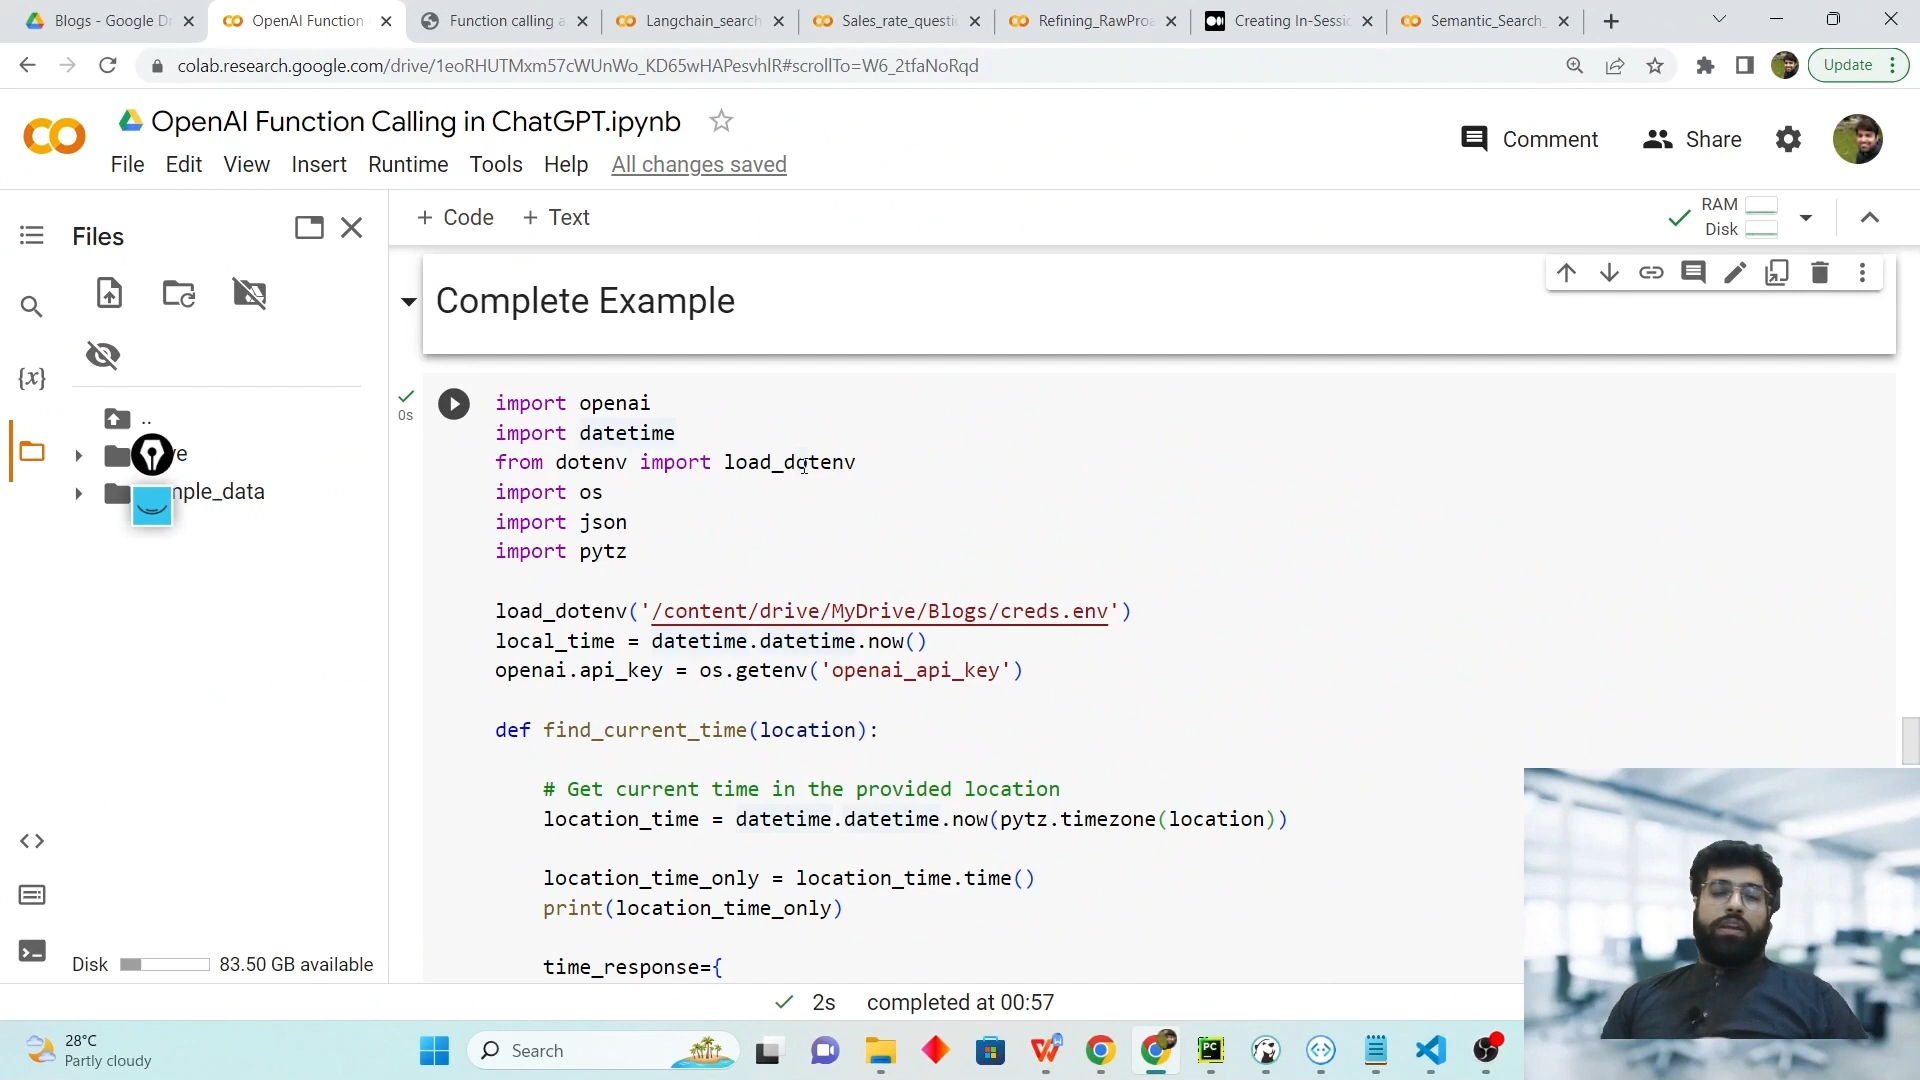 Blogs - Google Dr
OpenAI Function
Function calling a
Langchain_search
Sales_rate_questi
Refining_RawProa
Creating In-Sessi
Semantic_Search_
colab.research.google.com/drive/1eoRHUTMxm57cWUnWo_KD65wHAPesvhlR#scrollTo=W6_2tfaNoRqd
Update
OpenAI Function Calling in ChatGPT.ipynb
Comment
Share
File Edit View Insert Runtime Tools Help All changes saved
Files
+ Code + Text
RAM
Disk
Complete Example
{x}
..
ve
mple_data
0s
import openai
import datetime
from dotenv import load_dotenv
import os
import json
import pytz
load_dotenv('/content/drive/MyDrive/Blogs/creds.env')
local_time = datetime.datetime.now()
openai.api_key = os.getenv('openai_api_key')
def find_current_time(location):
# Get current time in the provided location
location_time = datetime.datetime.now(pytz.timezone(location))
location_time_only = location_time.time()
print(location_time_only)
time_response={
Disk 83.50 GB available
2s completed at 00:57
28°C
Partly cloudy
Search